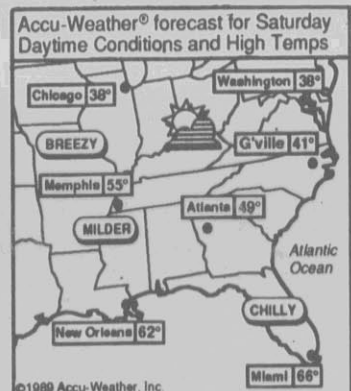 Accu-Weather® forecast for Saturday
Daytime Conditions and High Temps
Washington 38°
Chicago 38°
BREEZY
G'ville 41°
Memphis 55°
Atlanta 49°
MILDER
Atlantic
Ocean
CHILLY
New Orleans 62°
Miami 66°
©1989 Accu-Weather, Inc.